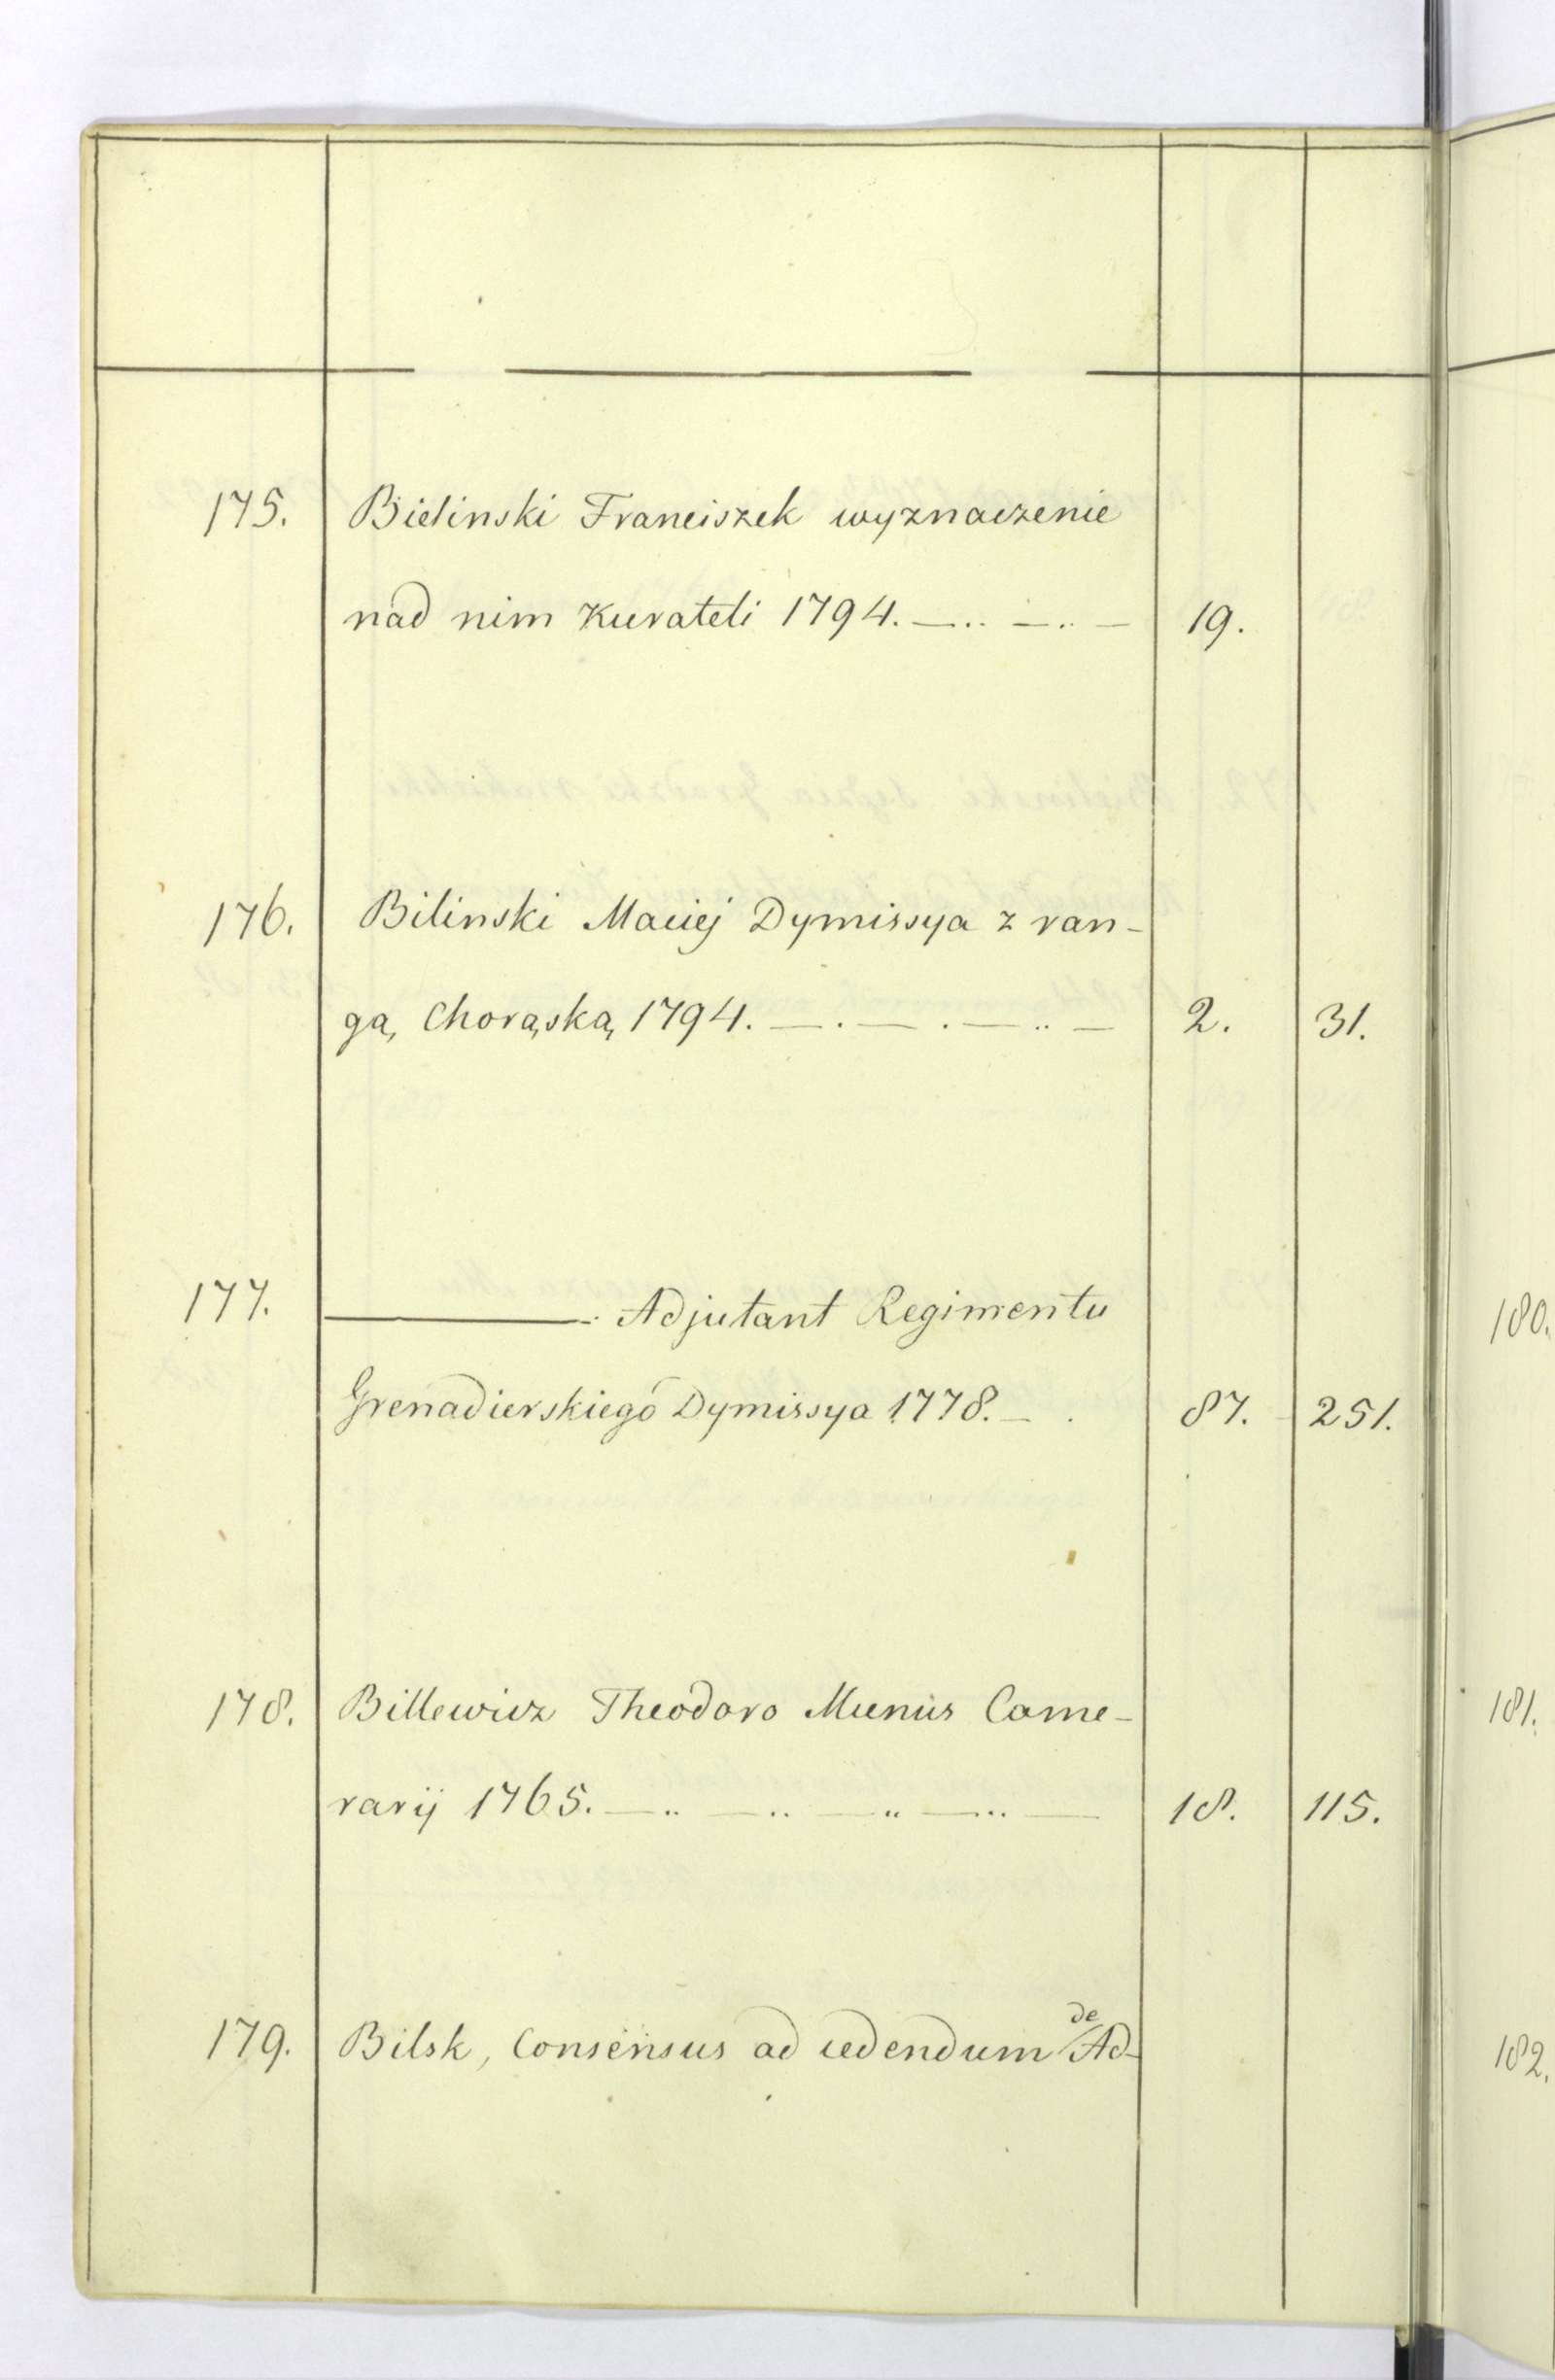 175. Bielinski Franciszek wyznaczenie
nad nim Kurateli 1794. 19.
176. Bilinski Maciej Dymissya z ran-
gą Chorąską 1794. 2. 31.
177. ——— Adjutant Regimentu
Grenadierskiego Dymissya 1778. 87. 251.
178. Billewicz Theodoro Munus Came-
rarij 1765. 18. 115.
179. Bilsk, Consensus ad cedendum de Ad-
180.
181.
182.